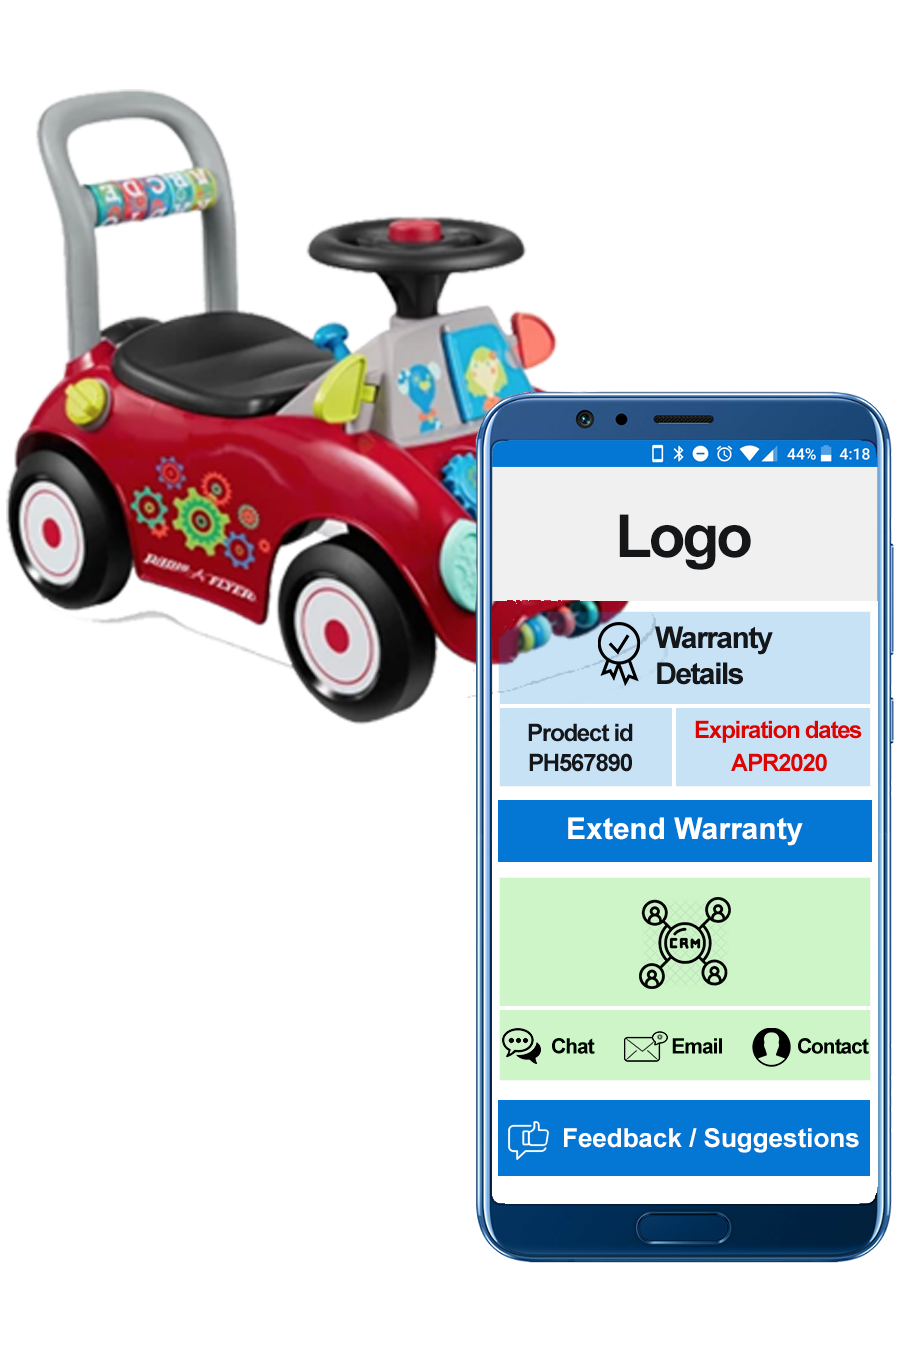 RADIO FLYER
44% 4:18
Logo
Warranty
Details
Prodect id
PH567890
Expiration dates
APR2020
Extend Warranty
CRM
Chat
Email
Contact
Feedback / Suggestions